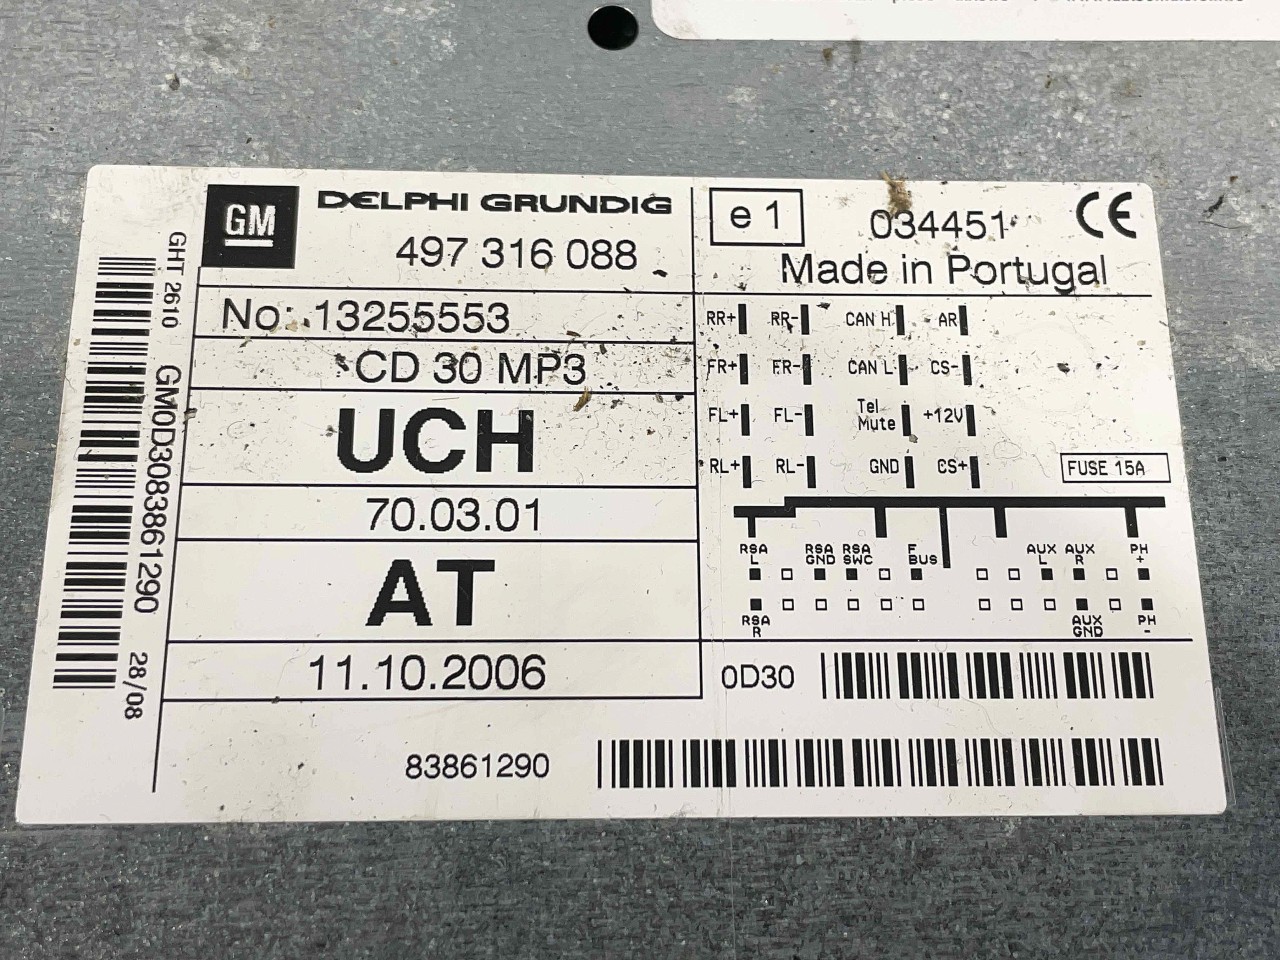 GM
DELPHI GRUNDIG
497 316 088
No: 13255553
CD 30 MP3
UCH
70.03.01
AT
11.10.2006
83861290
GHT 2610 GM0D3083861290 28/08
e 1
034451
CE
Made in Portugal
RR+ RR- CAN H AR
FR+ FR- CAN L CS-
FL+ FL- Tel Mute +12V
RL+ RL- GND CS+
FUSE 15A
RSA L RSA GND RSA SWC F BUS AUX L AUX R PH +
RSA R AUX GND PH -
0D30